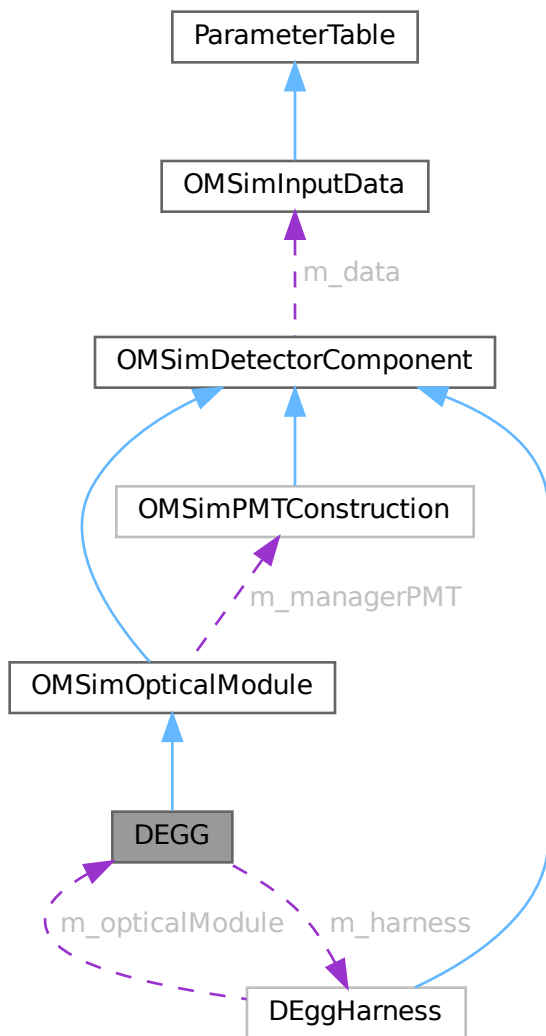 ParameterTable
OMSimInputData
m_data
OMSimDetectorComponent
OMSimPMTConstruction
m_managerPMT
OMSimOpticalModule
DEGG
m_opticalModule
m_harness
DEggHarness